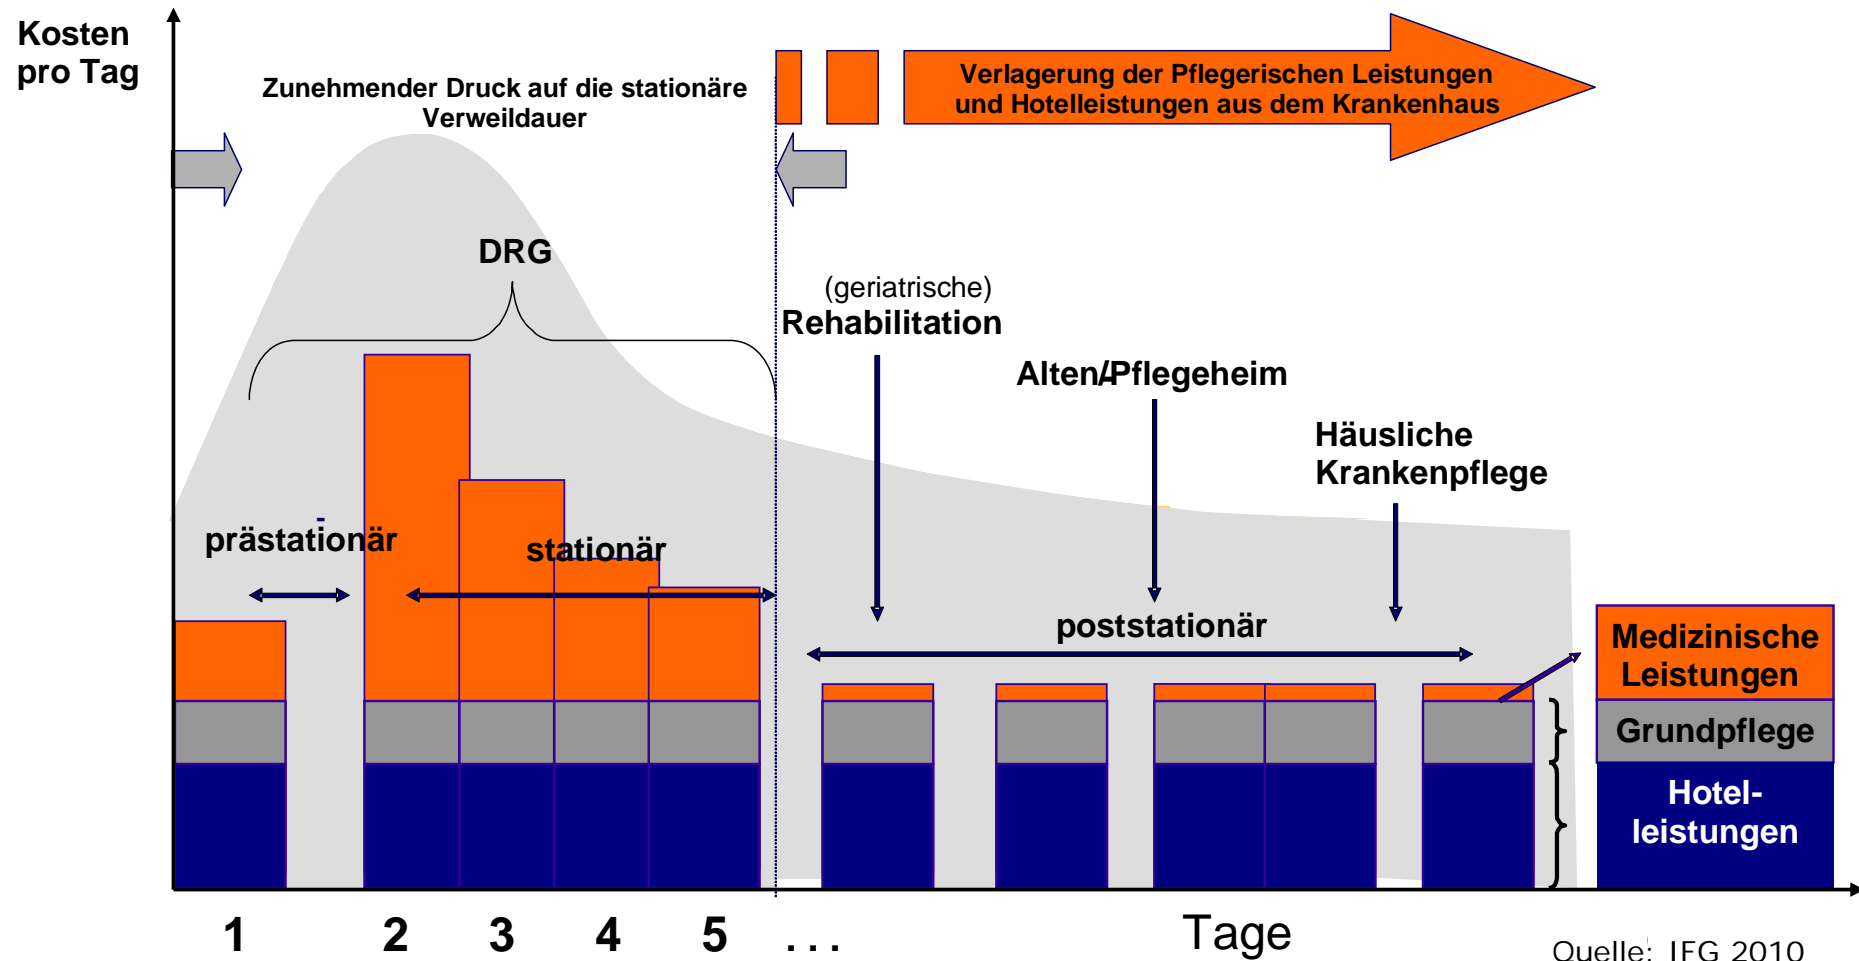 Kosten
pro Tag
Zunehmender Druck auf die stationäre
Verweildauer
Verlagerung der Pflegerischen Leistungen
und Hotelleistungen aus dem Krankenhaus
DRG
(geriatrische)
Rehabilitation
Alten-/Pflegeheim
Häusliche
Krankenpflege
prästationär
stationär
poststationär
Medizinische
Leistungen
Grundpflege
Hotel-
leistungen
1 2 3 4 5 ... Tage
Quelle: IFG 2010